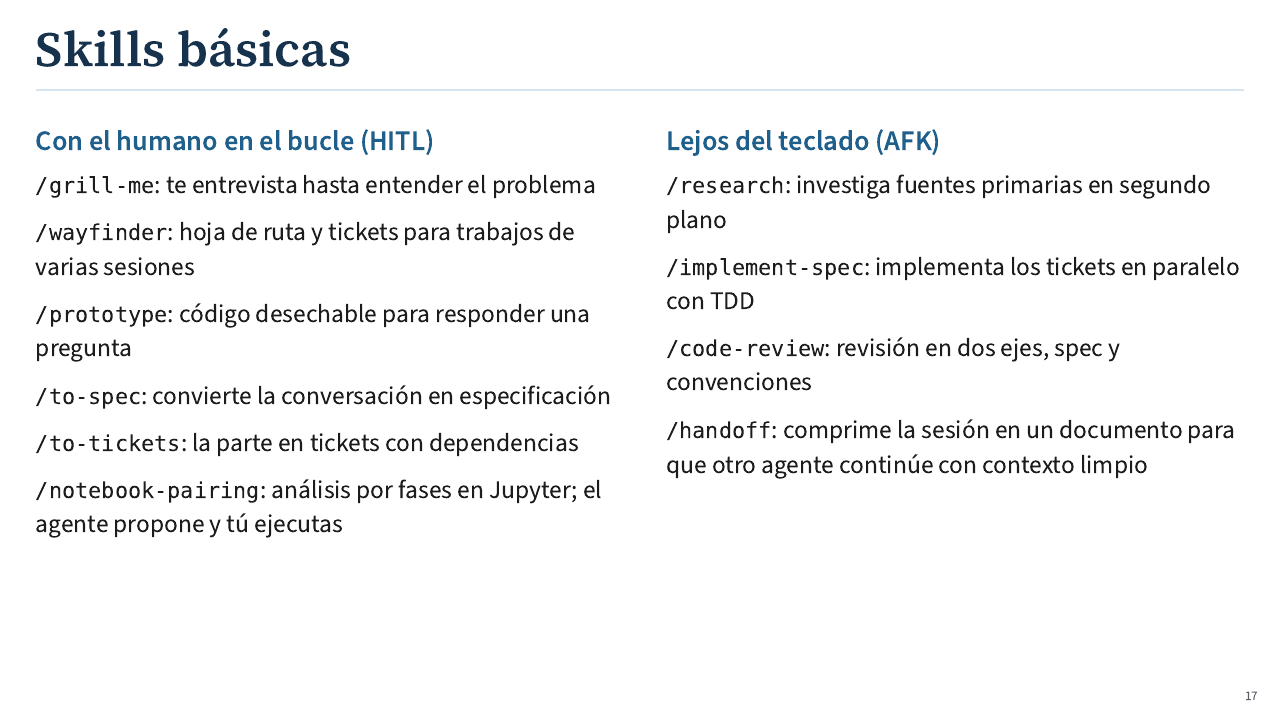 Skills básicas
Con el humano en el bucle (HITL)
/grill-me: te entrevista hasta entender el problema
/wayfinder: hoja de ruta y tickets para trabajos de
varias sesiones
/prototype: código desechable para responder una
pregunta
/to-spec: convierte la conversación en especificación
/to-tickets: la parte en tickets con dependencias
/notebook-pairing: análisis por fases en Jupyter; el
agente propone y tú ejecutas
Lejos del teclado (AFK)
/research: investiga fuentes primarias en segundo
plano
/implement-spec: implementa los tickets en paralelo
con TDD
/code-review: revisión en dos ejes, spec y
convenciones
/handoff: comprime la sesión en un documento para
que otro agente continúe con contexto limpio
17